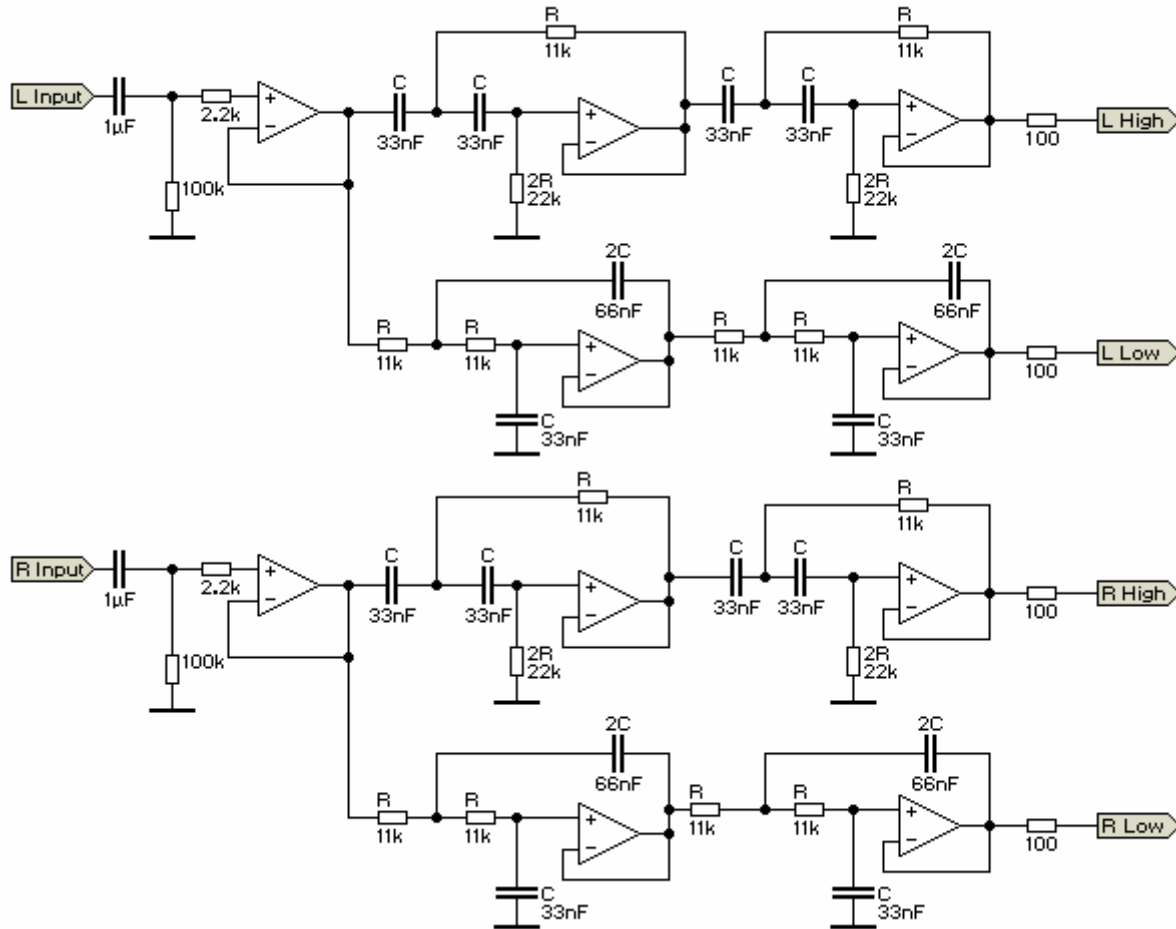 R
R
11k
11k
L Input
1µF
2.2k
+
−
C
33nF
C
33nF
+
−
C
33nF
C
33nF
+
−
100
L High
100k
2R
22k
2R
22k
2C
66nF
2C
66nF
R
11k
R
11k
+
−
R
11k
R
11k
+
−
100
L Low
C
33nF
C
33nF
R
11k
R
11k
R Input
1µF
2.2k
+
−
C
33nF
C
33nF
+
−
C
33nF
C
33nF
+
−
100
R High
100k
2R
22k
2R
22k
2C
66nF
2C
66nF
R
11k
R
11k
+
−
R
11k
R
11k
+
−
100
R Low
C
33nF
C
33nF